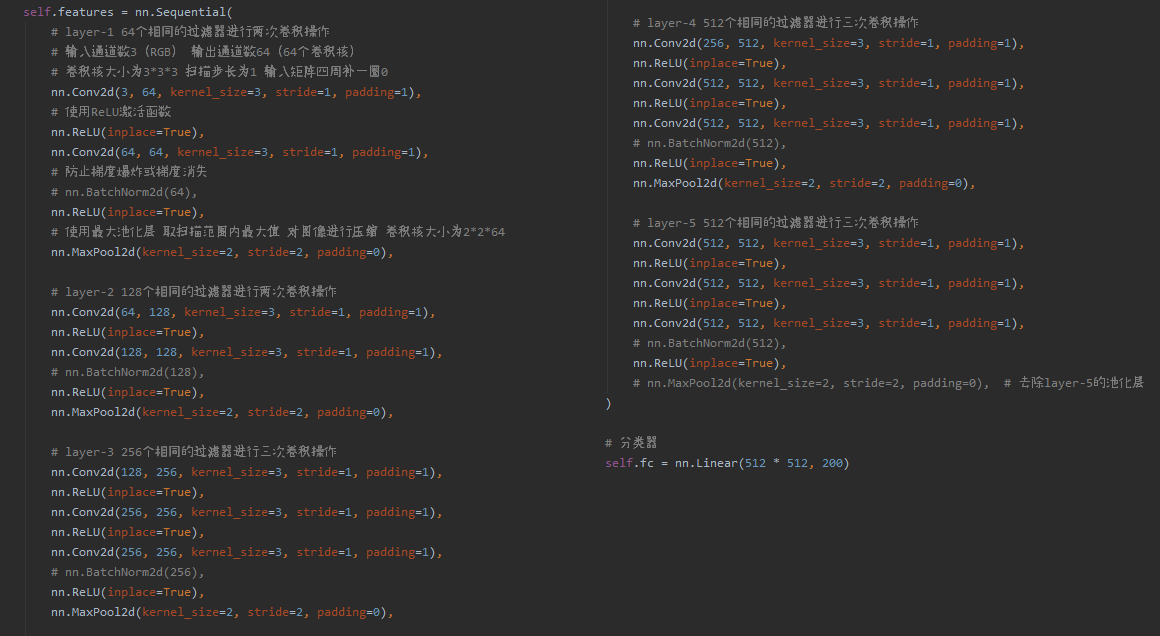 self.features = nn.Sequential(
# layer-1 64个相同的过滤器进行两次卷积操作
# 输入通道数3（RGB） 输出通道数64（64个卷积核）
# 卷积核大小为3*3*3 扫描步长为1 输入矩阵四周补一圈0
nn.Conv2d(3, 64, kernel_size=3, stride=1, padding=1),
# 使用ReLU激活函数
nn.ReLU(inplace=True),
nn.Conv2d(64, 64, kernel_size=3, stride=1, padding=1),
# 防止梯度爆炸或梯度消失
# nn.BatchNorm2d(64),
nn.ReLU(inplace=True),
# 使用最大池化层 取扫描范围内最大值 对图像进行压缩 卷积核大小为2*2*64
nn.MaxPool2d(kernel_size=2, stride=2, padding=0),
# layer-2 128个相同的过滤器进行两次卷积操作
nn.Conv2d(64, 128, kernel_size=3, stride=1, padding=1),
nn.ReLU(inplace=True),
nn.Conv2d(128, 128, kernel_size=3, stride=1, padding=1),
# nn.BatchNorm2d(128),
nn.ReLU(inplace=True),
nn.MaxPool2d(kernel_size=2, stride=2, padding=0),
# layer-3 256个相同的过滤器进行三次卷积操作
nn.Conv2d(128, 256, kernel_size=3, stride=1, padding=1),
nn.ReLU(inplace=True),
nn.Conv2d(256, 256, kernel_size=3, stride=1, padding=1),
nn.ReLU(inplace=True),
nn.Conv2d(256, 256, kernel_size=3, stride=1, padding=1),
# nn.BatchNorm2d(256),
nn.ReLU(inplace=True),
nn.MaxPool2d(kernel_size=2, stride=2, padding=0),
# layer-4 512个相同的过滤器进行三次卷积操作
nn.Conv2d(256, 512, kernel_size=3, stride=1, padding=1),
nn.ReLU(inplace=True),
nn.Conv2d(512, 512, kernel_size=3, stride=1, padding=1),
nn.ReLU(inplace=True),
nn.Conv2d(512, 512, kernel_size=3, stride=1, padding=1),
# nn.BatchNorm2d(512),
nn.ReLU(inplace=True),
nn.MaxPool2d(kernel_size=2, stride=2, padding=0),
# layer-5 512个相同的过滤器进行三次卷积操作
nn.Conv2d(512, 512, kernel_size=3, stride=1, padding=1),
nn.ReLU(inplace=True),
nn.Conv2d(512, 512, kernel_size=3, stride=1, padding=1),
nn.ReLU(inplace=True),
nn.Conv2d(512, 512, kernel_size=3, stride=1, padding=1),
# nn.BatchNorm2d(512),
nn.ReLU(inplace=True),
# nn.MaxPool2d(kernel_size=2, stride=2, padding=0), # 去除layer-5的池化层
)
# 分类器
self.fc = nn.Linear(512 * 512, 200)